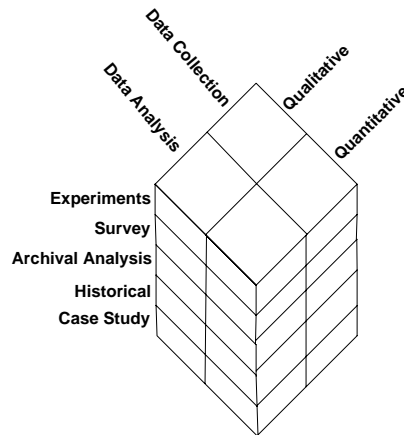 Data Collection
Data Analysis
Qualitative
Quantitative
Experiments
Survey
Archival Analysis
Historical
Case Study